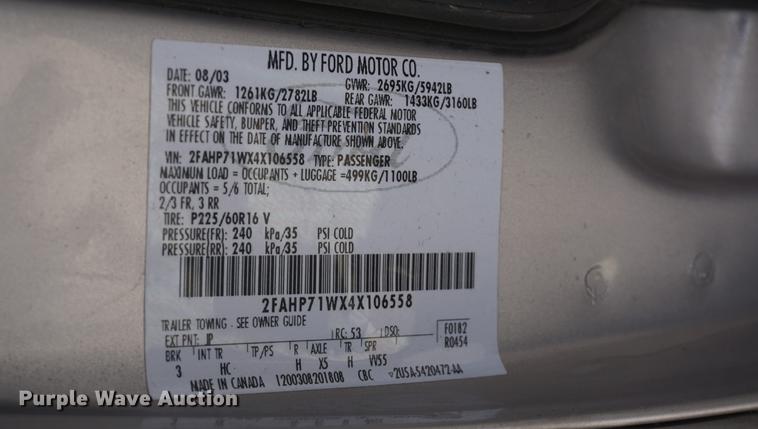 MFD. BY FORD MOTOR CO.
DATE: 08/03 GVWR: 2695KG/5942LB
FRONT GAWR: 1261KG/2782LB REAR GAWR: 1433KG/3160LB
THIS VEHICLE CONFORMS TO ALL APPLICABLE FEDERAL MOTOR
VEHICLE SAFETY, BUMPER, AND THEFT PREVENTION STANDARDS
IN EFFECT ON THE DATE OF MANUFACTURE SHOWN ABOVE.
VIN: 2FAHP71WX4X106558 TYPE: PASSENGER
MAXIMUM LOAD = OCCUPANTS + LUGGAGE =499KG/1100LB
OCCUPANTS = 5/6 TOTAL;
2/3 FR, 3 RR
TIRE: P225/60R16 V
PRESSURE(FR): 240 kPa/35 PSI COLD
PRESSURE(RR): 240 kPa/35 PSI COLD
2FAHP71WX4X106558
TRAILER TOWING - SEE OWNER GUIDE
EXT PNT: JP RC: 53 DSO: F0182
BRK INT TR TP/PS R AXLE TR SPR R0454
3 HC H X5 H W55
MADE IN CANADA 1200308201808 CBC 2USA-5420472-AA
Purple Wave Auction